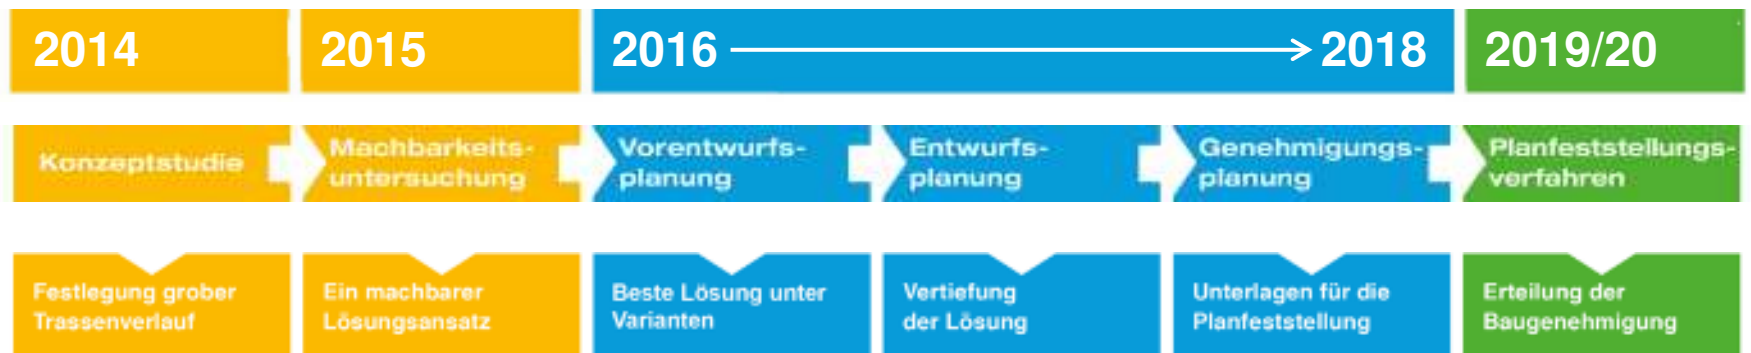 2014
2015
2016
2018
2019/20
Konzeptstudie
Machbarkeits-
untersuchung
Vorentwurfs-
planung
Entwurfs-
planung
Genehmigungs-
planung
Planfeststellungs-
verfahren
Festlegung grober
Trassenverlauf
Ein machbarer
Lösungsansatz
Beste Lösung unter
Varianten
Vertiefung
der Lösung
Unterlagen für die
Planfeststellung
Erteilung der
Baugenehmigung